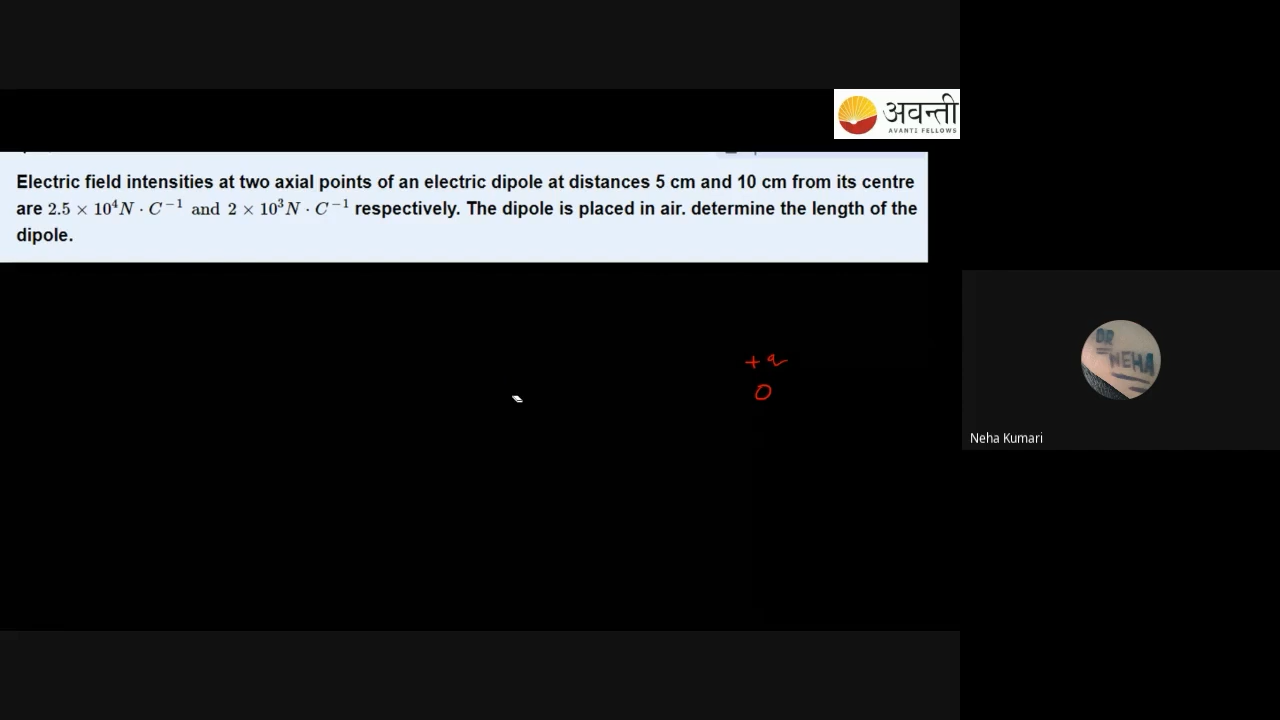 अवन्ती
AVANTI FELLOWS
Electric field intensities at two axial points of an electric dipole at distances 5 cm and 10 cm from its centre
are 2.5 × 10⁴N · C⁻¹ and 2 × 10³N · C⁻¹ respectively. The dipole is placed in air. determine the length of the
dipole.
+q
O
DR
NEHA
Neha Kumari